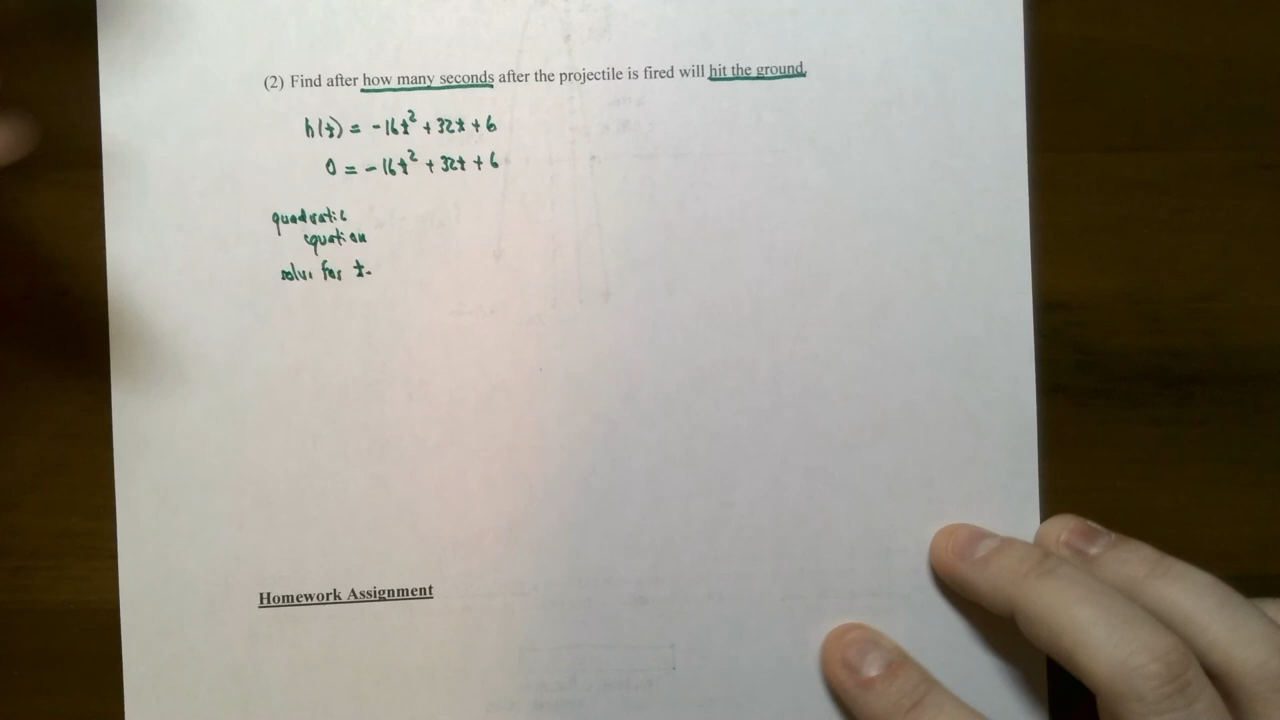 (2) Find after how many seconds after the projectile is fired will hit the ground.
h(t) = -16t² + 32t + 6
0 = -16t² + 32t + 6
quadratic
equation
solve for t.
Homework Assignment